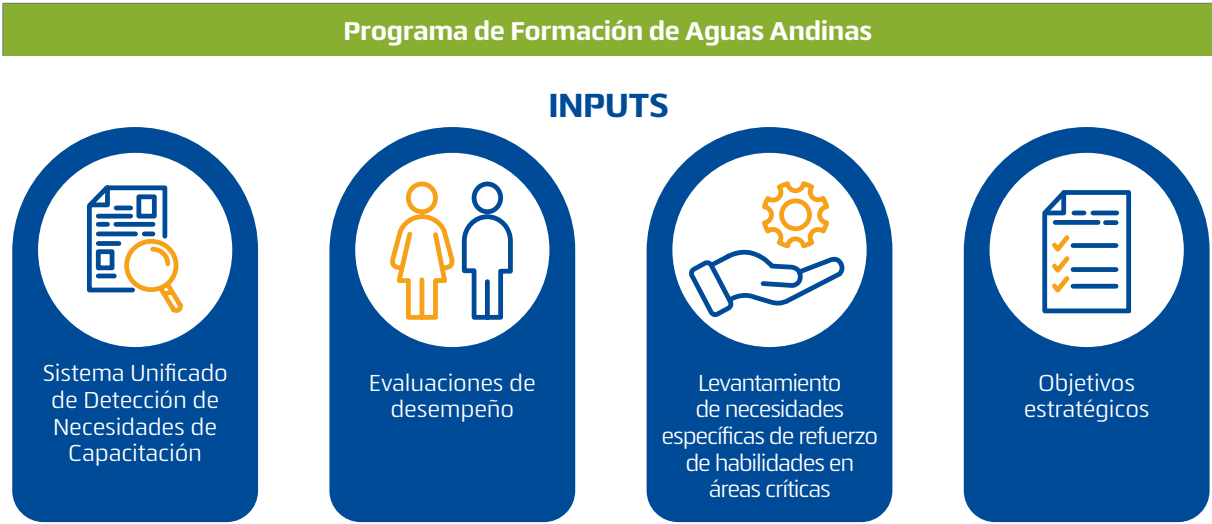 Programa de Formación de Aguas Andinas
INPUTS
Sistema Unificado
de Detección de
Necesidades de
Capacitación
Evaluaciones de
desempeño
Levantamiento
de necesidades
específicas de refuerzo
de habilidades en
áreas críticas
Objetivos
estratégicos